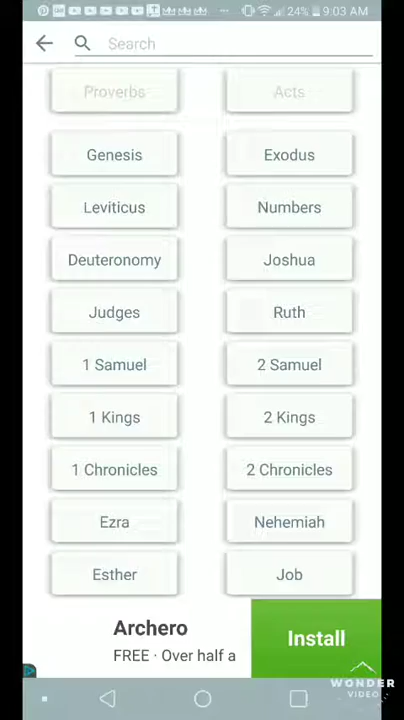 24% 9:03 AM
Search
Proverbs Acts
Genesis Exodus
Leviticus Numbers
Deuteronomy Joshua
Judges Ruth
1 Samuel 2 Samuel
1 Kings 2 Kings
1 Chronicles 2 Chronicles
Ezra Nehemiah
Esther Job
Archero
FREE · Over half a
Install
WONDER
VIDEO